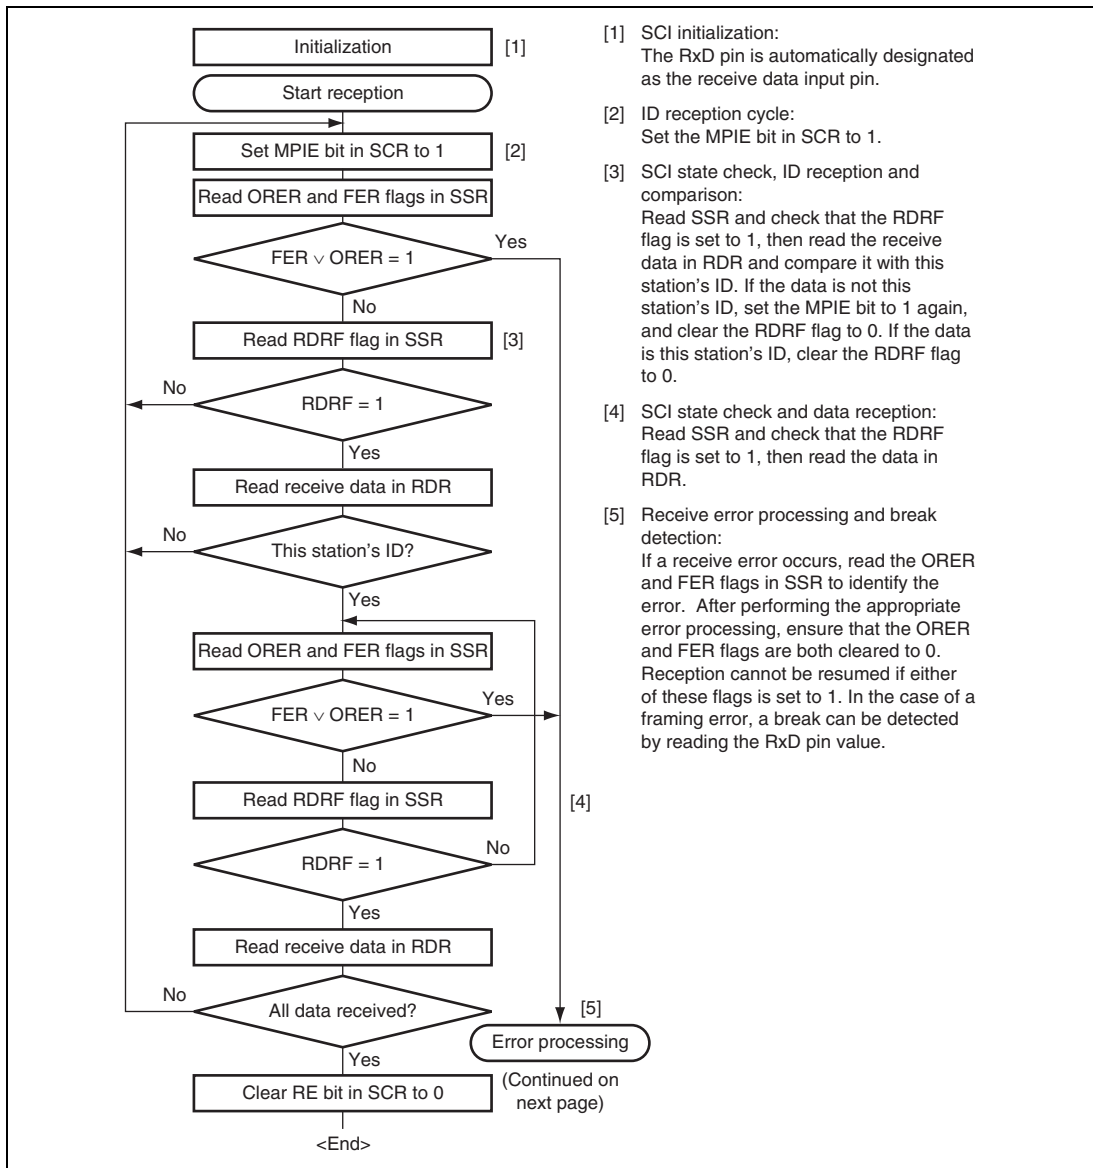 Initialization
[1]
Start reception
Set MPIE bit in SCR to 1
[2]
Read ORER and FER flags in SSR
FER ∨ ORER = 1
Yes
No
Read RDRF flag in SSR
[3]
No
RDRF = 1
Yes
Read receive data in RDR
No
This station's ID?
Yes
Read ORER and FER flags in SSR
FER ∨ ORER = 1
Yes
No
Read RDRF flag in SSR
[4]
RDRF = 1
No
Yes
Read receive data in RDR
No
All data received?
[5]
Error processing
Yes
(Continued on
next page)
Clear RE bit in SCR to 0
<End>
[1] SCI initialization:
The RxD pin is automatically designated
as the receive data input pin.
[2] ID reception cycle:
Set the MPIE bit in SCR to 1.
[3] SCI state check, ID reception and
comparison:
Read SSR and check that the RDRF
flag is set to 1, then read the receive
data in RDR and compare it with this
station's ID. If the data is not this
station's ID, set the MPIE bit to 1 again,
and clear the RDRF flag to 0. If the data
is this station's ID, clear the RDRF flag
to 0.
[4] SCI state check and data reception:
Read SSR and check that the RDRF
flag is set to 1, then read the data in
RDR.
[5] Receive error processing and break
detection:
If a receive error occurs, read the ORER
and FER flags in SSR to identify the
error. After performing the appropriate
error processing, ensure that the ORER
and FER flags are both cleared to 0.
Reception cannot be resumed if either
of these flags is set to 1. In the case of a
framing error, a break can be detected
by reading the RxD pin value.